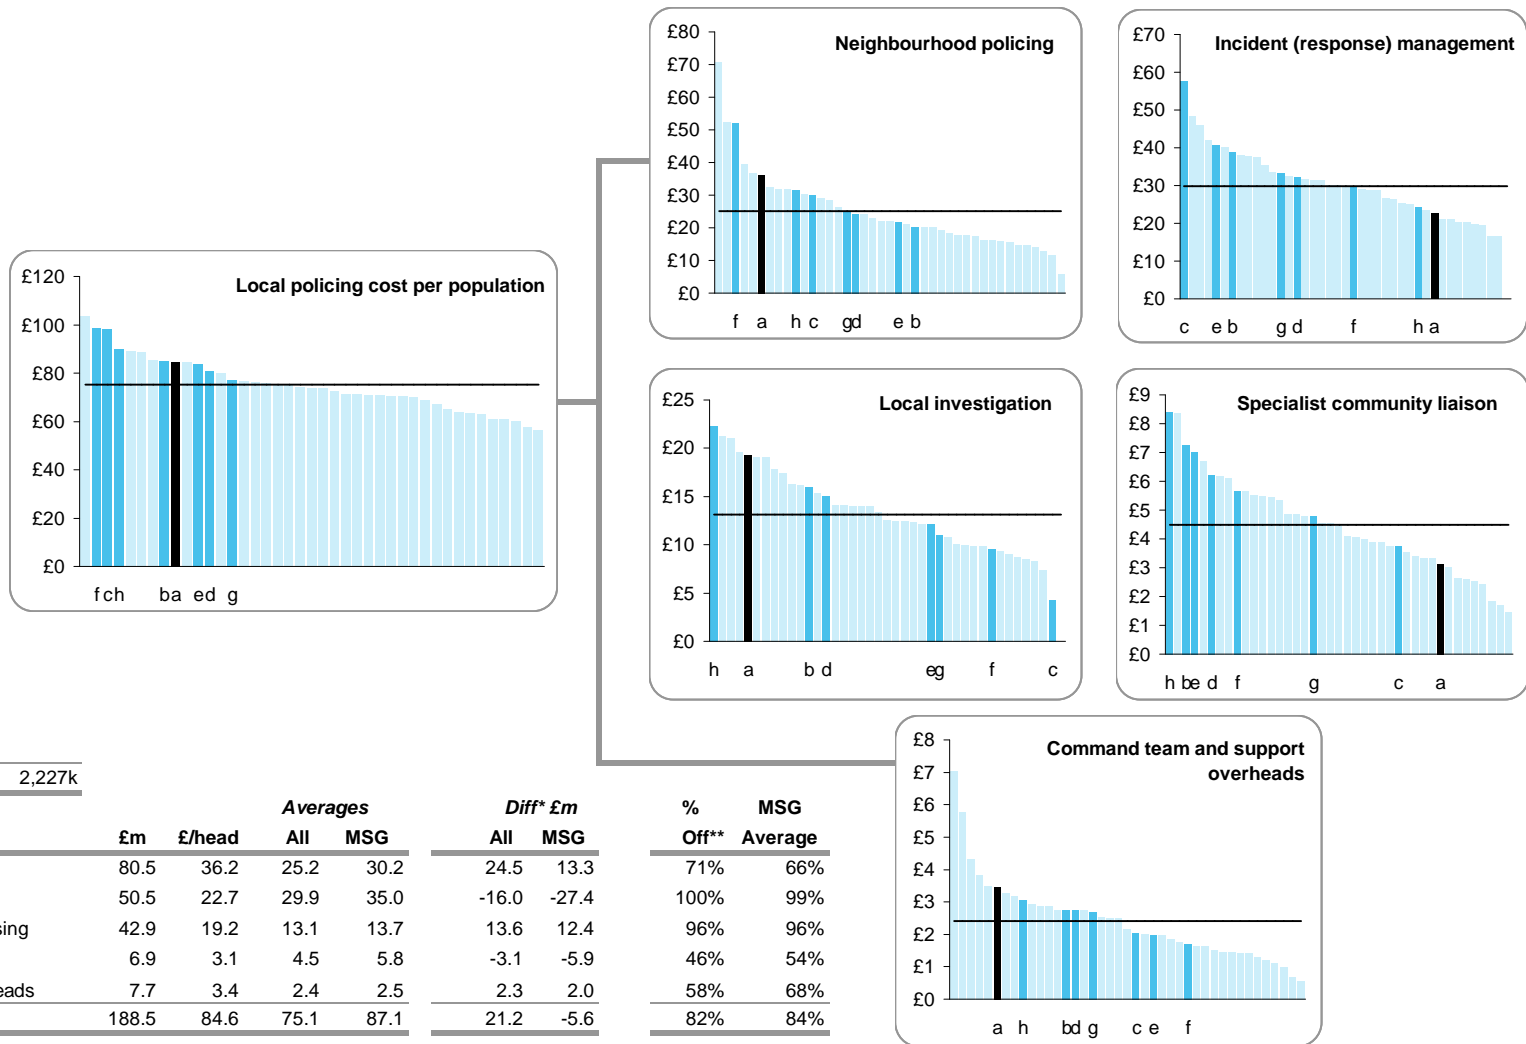 £80
£70
£60
£50
£40
£30
£20
£10
£0
Neighbourhood policing
f a h c gd e b
£70
£60
£50
£40
£30
£20
£10
£0
Incident (response) management
c e b g d f h a
£120
£100
£80
£60
£40
£20
£0
Local policing cost per population
f c h b a e d g
£25
£20
£15
£10
£5
£0
Local investigation
h a b d eg f c
£9
£8
£7
£6
£5
£4
£3
£2
£1
£0
Specialist community liaison
h be d f g c a
£8
£7
£6
£5
£4
£3
£2
£1
£0
Command team and support
overheads
a h bd g c e f
2,227k
Averages Diff* £m % MSG
£m £/head All MSG All MSG Off** Average
80.5 36.2 25.2 30.2 24.5 13.3 71% 66%
50.5 22.7 29.9 35.0 -16.0 -27.4 100% 99%
sing 42.9 19.2 13.1 13.7 13.6 12.4 96% 96%
6.9 3.1 4.5 5.8 -3.1 -5.9 46% 54%
eads 7.7 3.4 2.4 2.5 2.3 2.0 58% 68%
188.5 84.6 75.1 87.1 21.2 -5.6 82% 84%